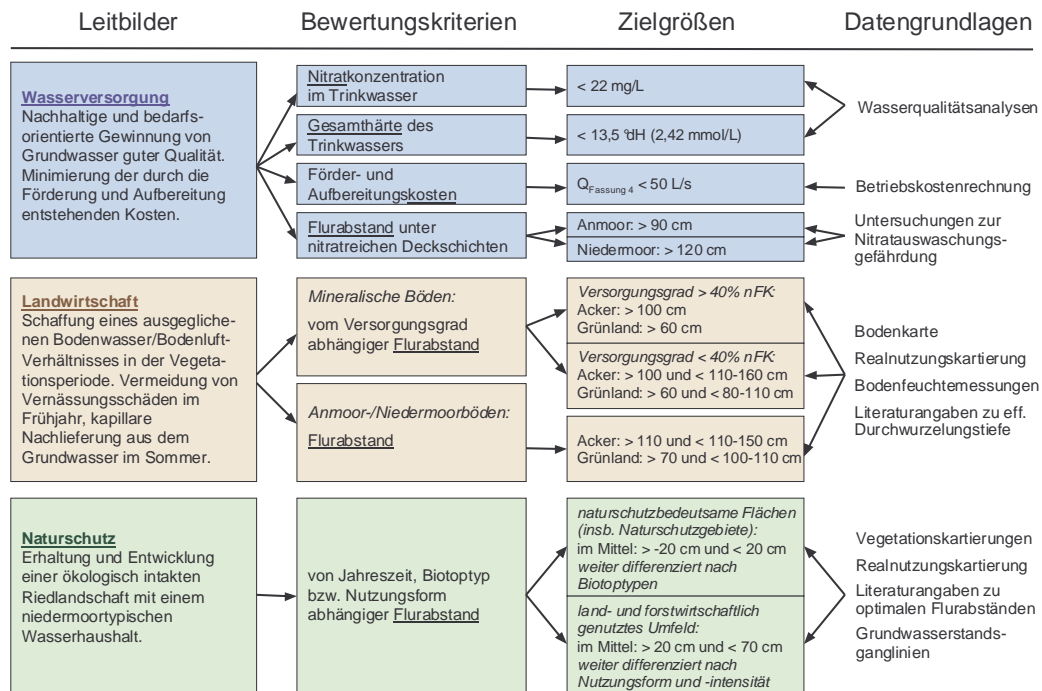 Leitbilder
Bewertungskriterien
Zielgrößen
Datengrundlagen
Wasserversorgung
Nachhaltige und bedarfs-
orientierte Gewinnung von
Grundwasser guter Qualität.
Minimierung der durch die
Förderung und Aufbereitung
entstehenden Kosten.
Nitratkonzentration
im Trinkwasser
Gesamthärte des
Trinkwassers
Förder- und
Aufbereitungskosten
Flurabstand unter
nitratreichen Deckschichten
< 22 mg/L
< 13,5 °dH (2,42 mmol/L)
Q Fassung 4 < 50 L/s
Anmoor: > 90 cm
Niedermoor: > 120 cm
Wasserqualitätsanalysen
Betriebskostenrechnung
Untersuchungen zur
Nitratauswaschungs-
gefährdung
Landwirtschaft
Schaffung eines ausgegliche-
nen Bodenwasser/Bodenluft-
Verhältnisses in der Vegeta-
tionsperiode. Vermeidung von
Vernässungsschäden im
Frühjahr, kapillare
Nachlieferung aus dem
Grundwasser im Sommer.
Mineralische Böden:
vom Versorgungsgrad
abhängiger Flurabstand
Anmoor-/Niedermoorböden:
Flurabstand
Versorgungsgrad > 40% nFK:
Acker: > 100 cm
Grünland: > 60 cm
Versorgungsgrad < 40% nFK:
Acker: > 100 und < 110-160 cm
Grünland: > 60 und < 80-110 cm
Acker: > 110 und < 110-150 cm
Grünland: > 70 und < 100-110 cm
Bodenkarte
Realnutzungskartierung
Bodenfeuchtemessungen
Literaturangaben zu eff.
Durchwurzelungstiefe
Naturschutz
Erhaltung und Entwicklung
einer ökologisch intakten
Riedlandschaft mit einem
niedermoortypischen
Wasserhaushalt.
von Jahreszeit, Biotoptyp
bzw. Nutzungsform
abhängiger Flurabstand
naturschutzbedeutsame Flächen
(insb. Naturschutzgebiete):
im Mittel: > -20 cm und < 20 cm
weiter differenziert nach
Biotoptypen
land- und forstwirtschaftlich
genutztes Umfeld:
im Mittel: > 20 cm und < 70 cm
weiter differenziert nach
Nutzungsform und -intensität
Vegetationskartierungen
Realnutzungskartierung
Literaturangaben zu
optimalen Flurabständen
Grundwasserstands-
ganglinien